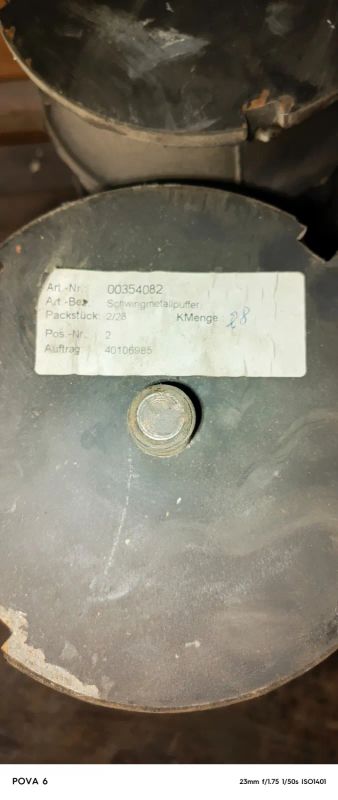 Art.-Nr.: 00354082
Art.-Bez. Schwingmetallpuffer
Packstück: 2/28 KMenge: 28
Pos.-Nr.: 2
Auftrag: 40106985
POVA 6
23mm f/1.75 1/50s ISO1401